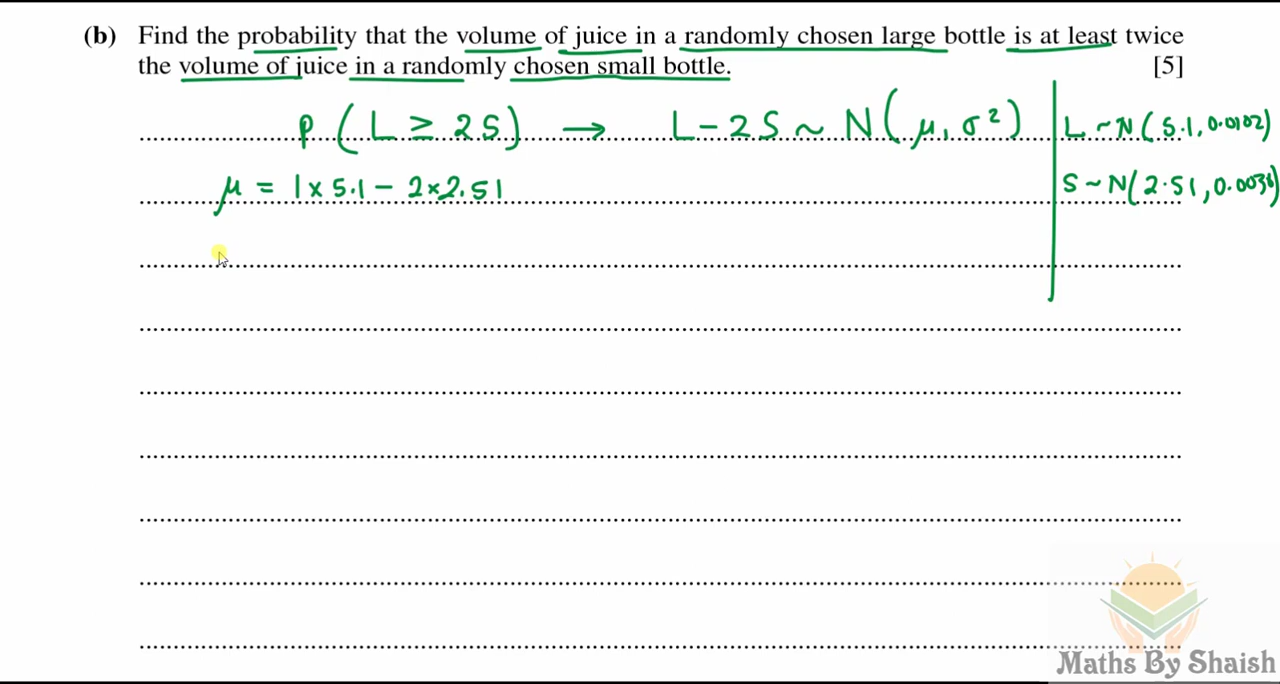 (b) Find the probability that the volume of juice in a randomly chosen large bottle is at least twice
the volume of juice in a randomly chosen small bottle. [5]
P ( L ≥ 2S ) → L - 2S ~ N ( μ, σ² ) L ~ N ( 5.1, 0.0102 )
μ = 1 × 5.1 - 2 × 2.51 S ~ N ( 2.51,
Maths By Shaish